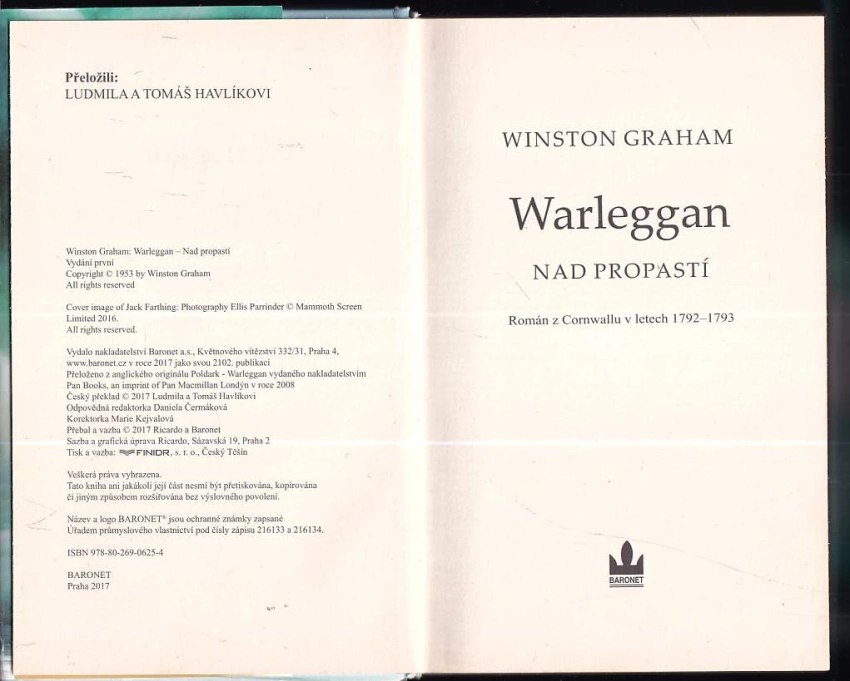 Přeložili:
LUDMILA A TOMÁŠ HAVLÍKOVI
Winston Graham: Warleggan – Nad propastí
Vydání první
Copyright © 1953 by Winston Graham
All rights reserved
Cover image of Jack Farthing: Photography Ellis Parrinder © Mammoth Screen
Limited 2016.
All rights reserved.
Vydalo nakladatelství Baronet a.s., Květnového vítězství 332/31, Praha 4,
www.baronet.cz v roce 2017 jako svou 2102. publikaci
Přeloženo z anglického originálu Poldark - Warleggan vydaného nakladatelstvím
Pan Books, an imprint of Pan Macmillan Londýn v roce 2008
Český překlad © 2017 Ludmila a Tomáš Havlíkovi
Odpovědná redaktorka Daniela Čermáková
Korektorka Marie Kejvalová
Přebal a vazba © 2017 Ricardo a Baronet
Sazba a grafická úprava Ricardo, Sázavská 19, Praha 2
Tisk a vazba: FINIDR, s. r. o., Český Těšín
Veškerá práva vyhrazena.
Tato kniha ani jakákoli její část nesmí být přetiskována, kopírována
či jiným způsobem rozšiřována bez výslovného povolení.
Název a logo BARONET® jsou ochranné známky zapsané
Úřadem průmyslového vlastnictví pod čísly zápisu 216133 a 216134.
ISBN 978-80-269-0625-4
BARONET
Praha 2017
WINSTON GRAHAM
Warleggan
NAD PROPASTÍ
Román z Cornwallu v letech 1792–1793
BARONET